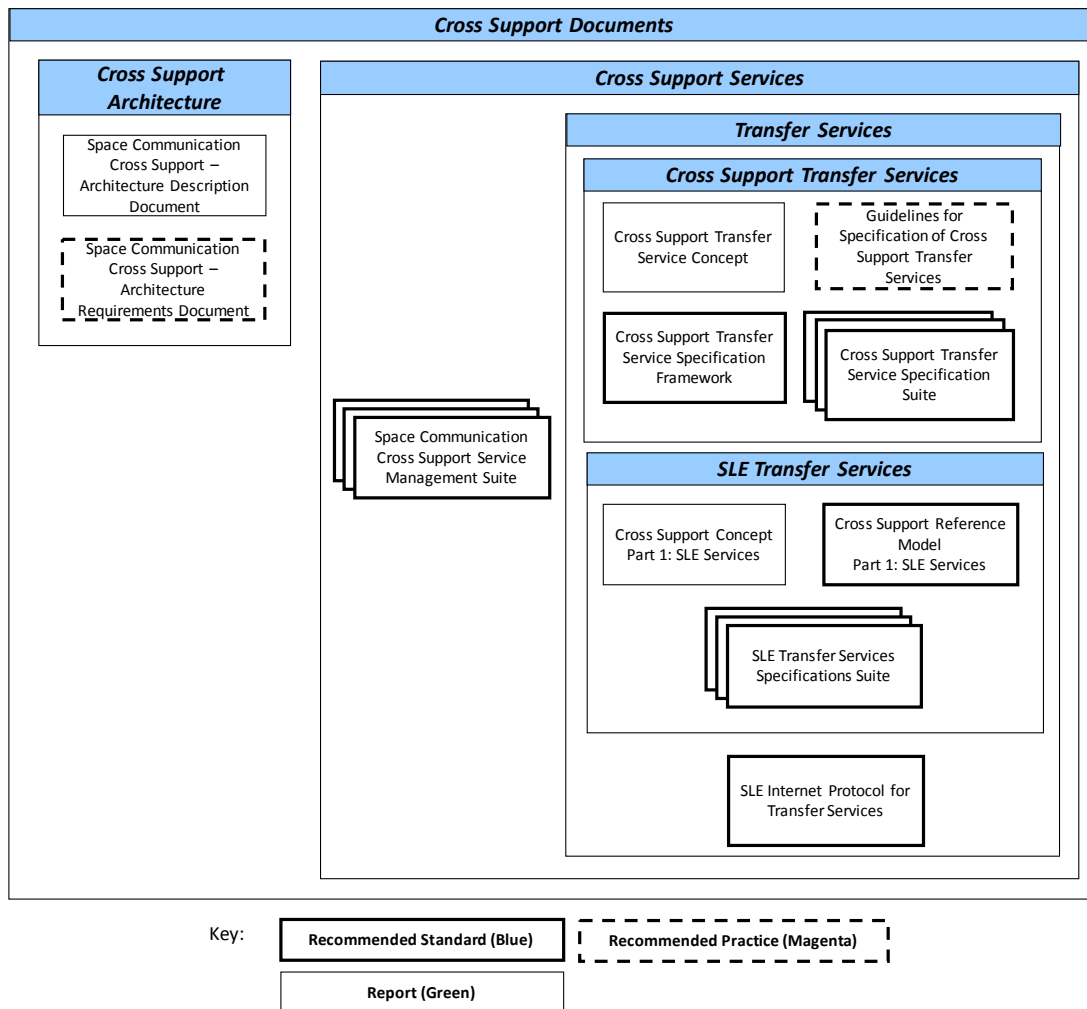 Cross Support Documents
Cross Support
Architecture
Space Communication
Cross Support –
Architecture Description
Document
Space Communication
Cross Support –
Architecture
Requirements Document
Cross Support Services
Space Communication
Cross Support Service
Management Suite
Transfer Services
Cross Support Transfer Services
Cross Support Transfer
Service Concept
Guidelines for
Specification of Cross
Support Transfer
Services
Cross Support Transfer
Service Specification
Framework
Cross Support Transfer
Service Specification
Suite
SLE Transfer Services
Cross Support Concept
Part 1: SLE Services
Cross Support Reference
Model
Part 1: SLE Services
SLE Transfer Services
Specifications Suite
SLE Internet Protocol for
Transfer Services
Key:
Recommended Standard (Blue)
Recommended Practice (Magenta)
Report (Green)